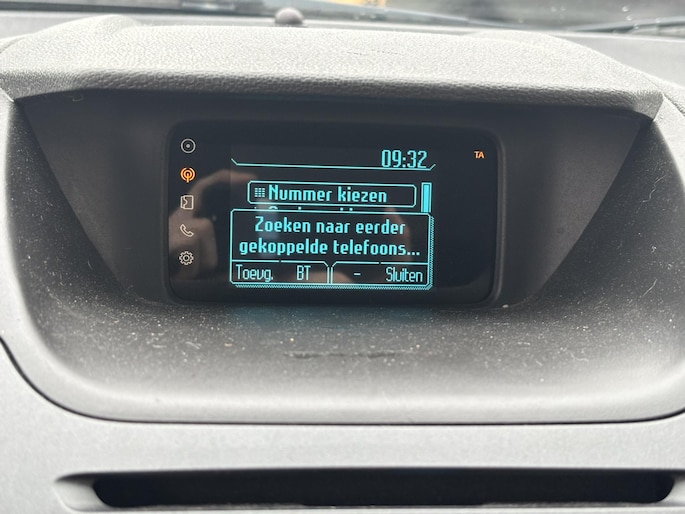 09:32
TA
Nummer kiezen
Zoeken naar eerder
gekoppelde telefoons...
Toevg. BT - Sluiten